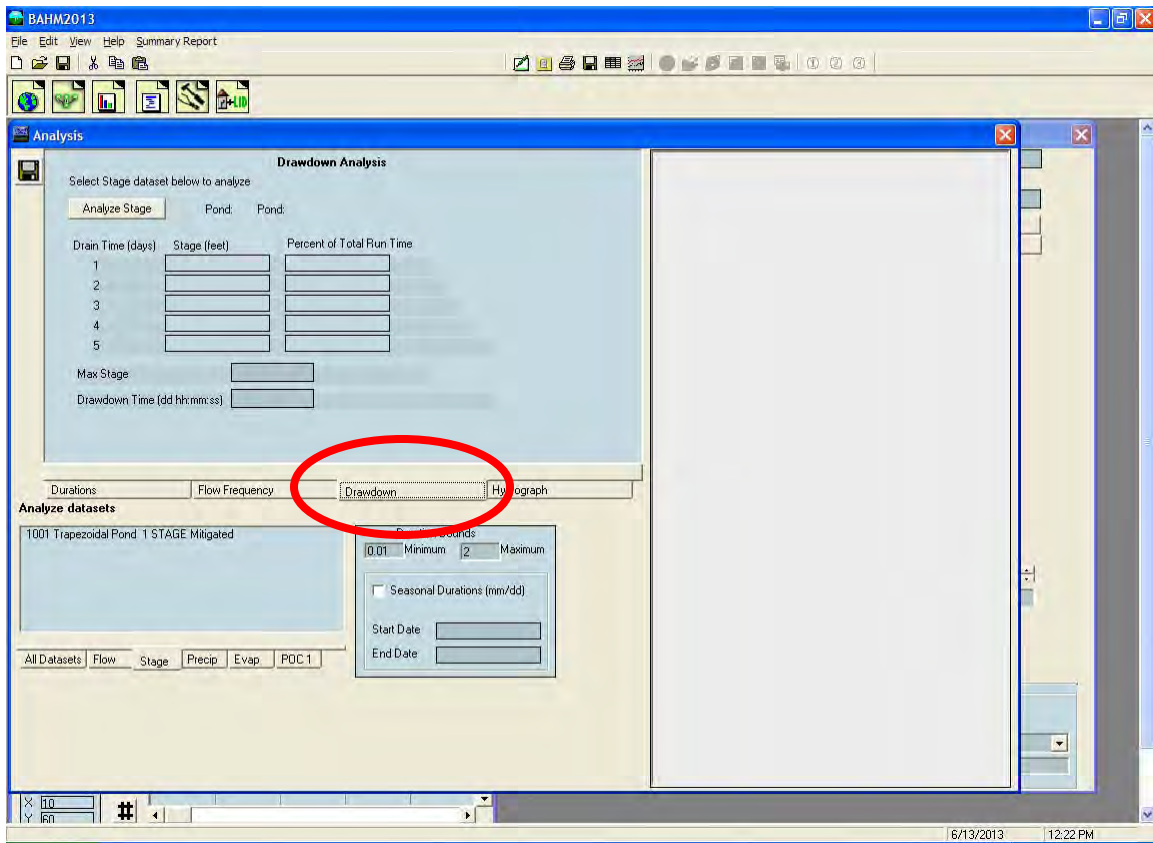 BAHM2013
File Edit View Help Summary Report
Analysis
Drawdown Analysis
Select Stage dataset below to analyze
Analyze Stage Pond: Pond:
Drain Time (days) Stage (feet) Percent of Total Run Time
1
2
3
4
5
Max Stage
Drawdown Time (dd hh:mm:ss)
Durations Flow Frequency Drawdown
Analyze datasets
1001 Trapezoidal Pond 1 STAGE Mitigated
0.01 Minimum 2 Maximum
Seasonal Durations (mm/dd)
Start Date
End Date
All Datasets Flow Stage Precip Evap POC 1
X 10
Y 60
#
6/13/2013 12:22 PM